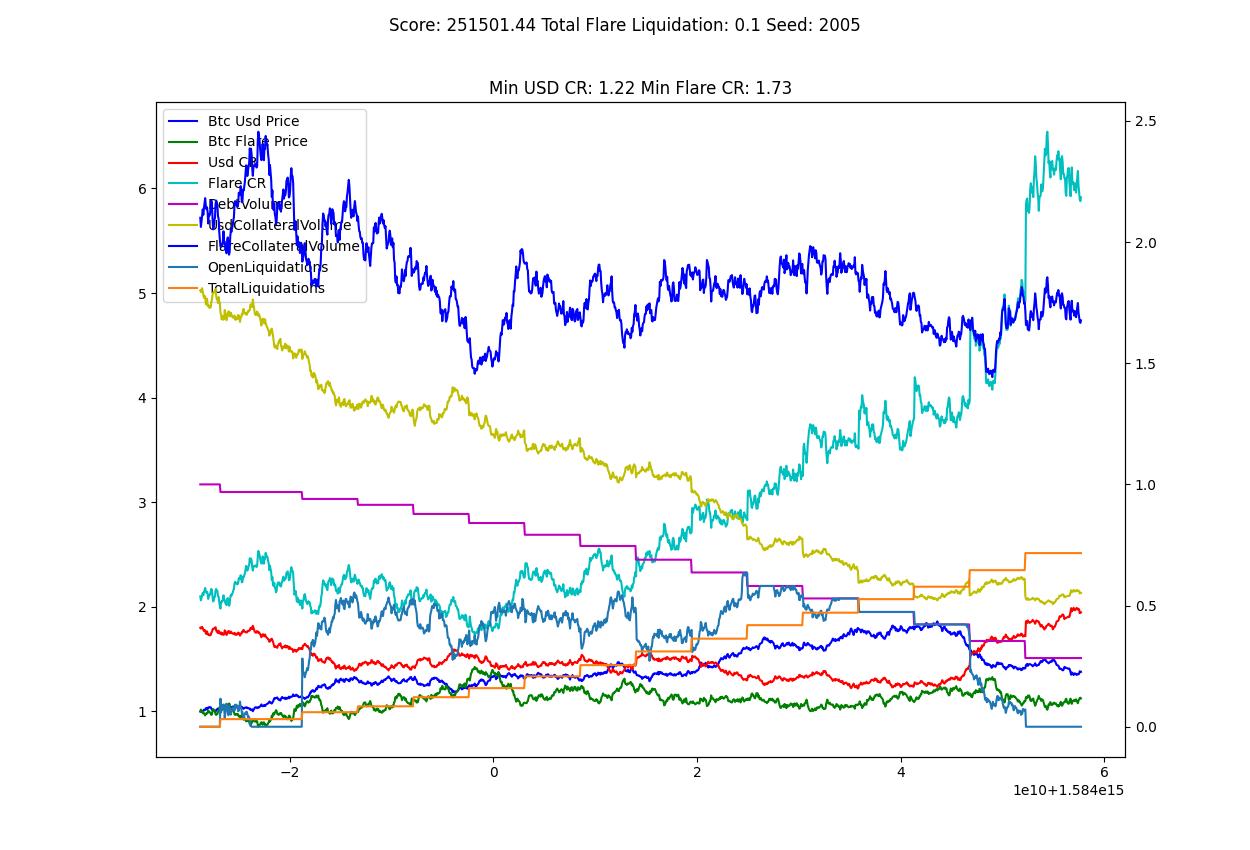 Score: 251501.44 Total Flare Liquidation: 0.1 Seed: 2005
Min USD CR: 1.22 Min Flare CR: 1.73
Btc Usd Price
Btc Flare Price
Usd CR
Flare CR
DebtVolume
UsdCollateralVolume
FlareCollateralVolume
OpenLiquidations
TotalLiquidations
6
5
4
3
2
1
2.5
2.0
1.5
1.0
0.5
0.0
−2
0
2
4
6
1e10+1.584e15